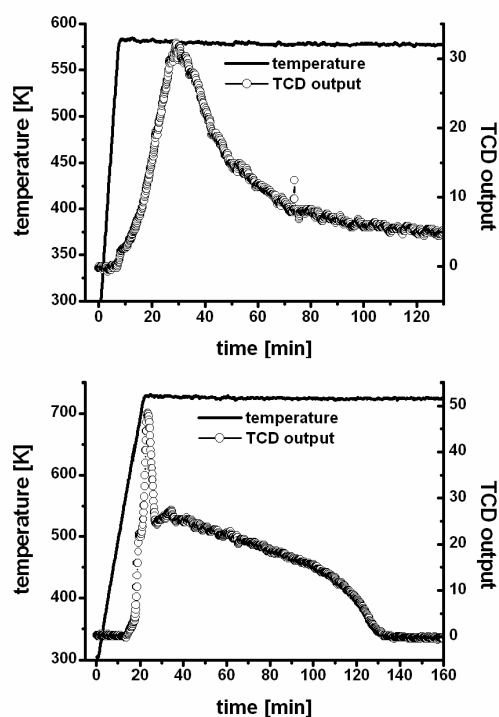 temperature [K]
600
550
500
450
400
350
300
temperature
TCD output
30
20
10
0
TCD output
0 20 40 60 80 100 120
time [min]
temperature [K]
700
600
500
400
300
temperature
TCD output
50
40
30
20
10
0
TCD output
0 20 40 60 80 100 120 140 160
time [min]